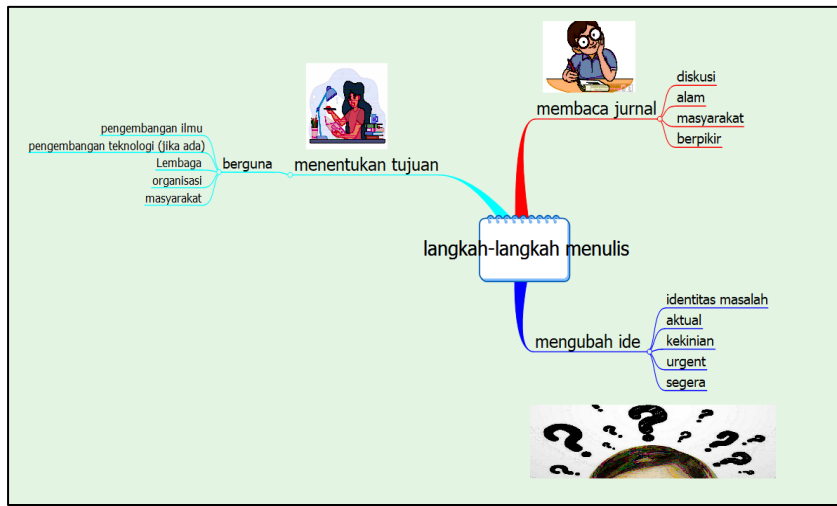 langkah-langkah menulis
membaca jurnal
diskusi
alam
masyarakat
berpikir
mengubah ide
identitas masalah
aktual
kekinian
urgent
segera
menentukan tujuan
berguna
pengembangan ilmu
pengembangan teknologi (jika ada)
Lembaga
organisasi
masyarakat